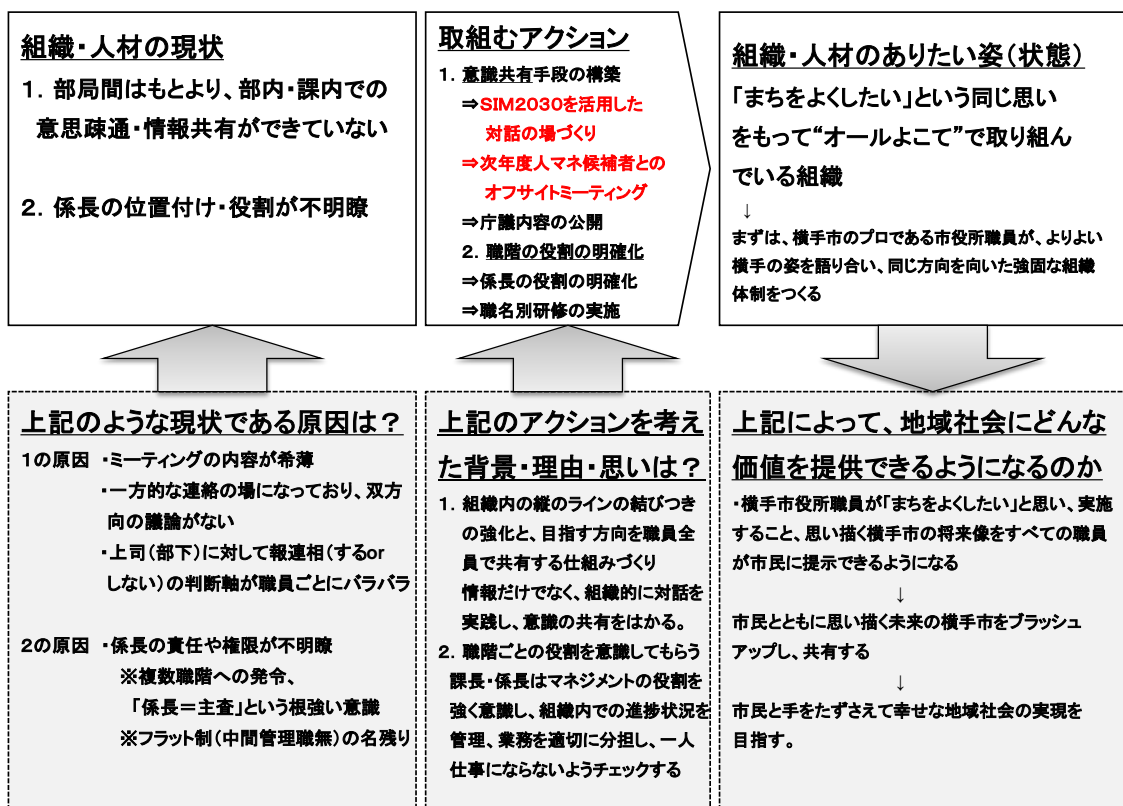 組織・人材の現状
1．部局間はもとより、部内・課内での
意思疎通・情報共有ができていない
2．係長の位置付け・役割が不明瞭
取組むアクション
1．意識共有手段の構築
⇒SIM2030を活用した
対話の場づくり
⇒次年度人マネ候補者との
オフサイトミーティング
⇒庁議内容の公開
2．職階の役割の明確化
⇒係長の役割の明確化
⇒職名別研修の実施
組織・人材のありたい姿（状態）
「まちをよくしたい」という同じ思い
をもって“オールよこて”で取り組ん
でいる組織
↓
まずは、横手市のプロである市役所職員が、よりよい
横手の姿を語り合い、同じ方向を向いた強固な組織
体制をつくる
上記のような現状である原因は？
1の原因 ・ミーティングの内容が希薄
・一方的な連絡の場になっており、双方
向の議論がない
・上司（部下）に対して報連相（するor
しない）の判断軸が職員ごとにバラバラ
2の原因 ・係長の責任や権限が不明瞭
※複数職階への発令、
「係長＝主査」という根強い意識
※フラット制（中間管理職無）の名残り
上記のアクションを考え
た背景・理由・思いは？
1．組織内の縦のラインの結びつき
の強化と、目指す方向を職員全
員で共有する仕組みづくり
情報だけでなく、組織的に対話を
実践し、意識の共有をはかる。
2．職階ごとの役割を意識してもらう
課長・係長はマネジメントの役割を
強く意識し、組織内での進捗状況を
管理、業務を適切に分担し、一人
仕事にならないようチェックする
上記によって、地域社会にどんな
価値を提供できるようになるのか
・横手市役所職員が「まちをよくしたい」と思い、実施
すること、思い描く横手市の将来像をすべての職員
が市民に提示できるようになる
↓
市民とともに思い描く未来の横手市をブラッシュ
アップし、共有する
↓
市民と手をたずさえて幸せな地域社会の実現を
目指す。